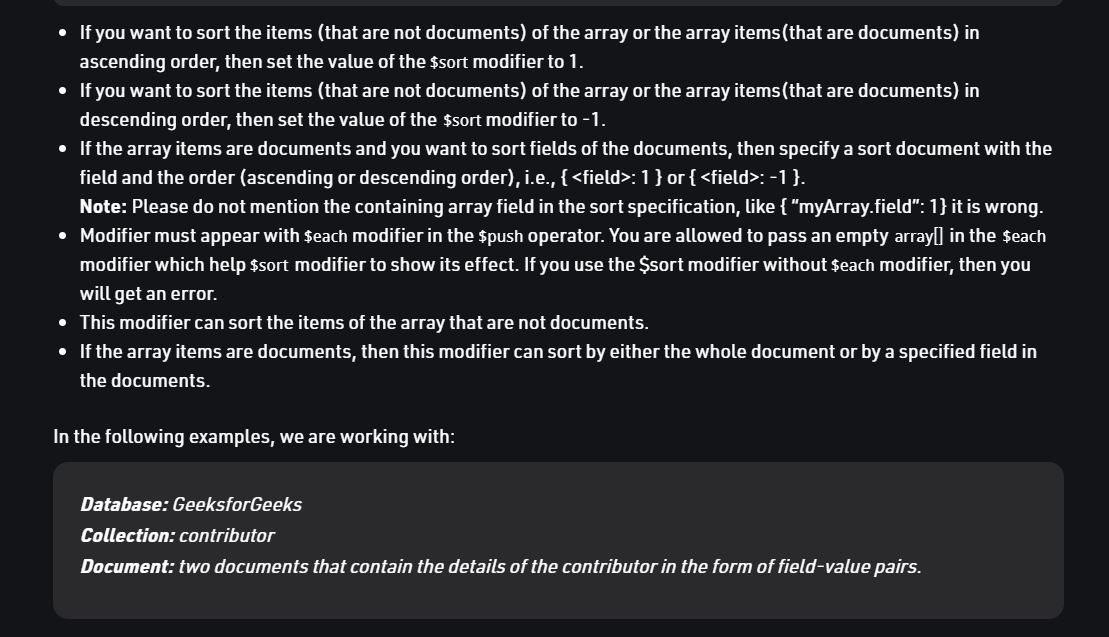 • If you want to sort the items (that are not documents) of the array or the array items(that are documents) in
ascending order, then set the value of the $sort modifier to 1.
• If you want to sort the items (that are not documents) of the array or the array items(that are documents) in
descending order, then set the value of the $sort modifier to -1.
• If the array items are documents and you want to sort fields of the documents, then specify a sort document with the
field and the order (ascending or descending order), i.e., { <field>: 1 } or { <field>: -1 }.
Note: Please do not mention the containing array field in the sort specification, like { “myArray.field”: 1} it is wrong.
• Modifier must appear with $each modifier in the $push operator. You are allowed to pass an empty array[] in the $each
modifier which help $sort modifier to show its effect. If you use the $sort modifier without $each modifier, then you
will get an error.
• This modifier can sort the items of the array that are not documents.
• If the array items are documents, then this modifier can sort by either the whole document or by a specified field in
the documents.
In the following examples, we are working with:
Database: GeeksforGeeks
Collection: contributor
Document: two documents that contain the details of the contributor in the form of field-value pairs.